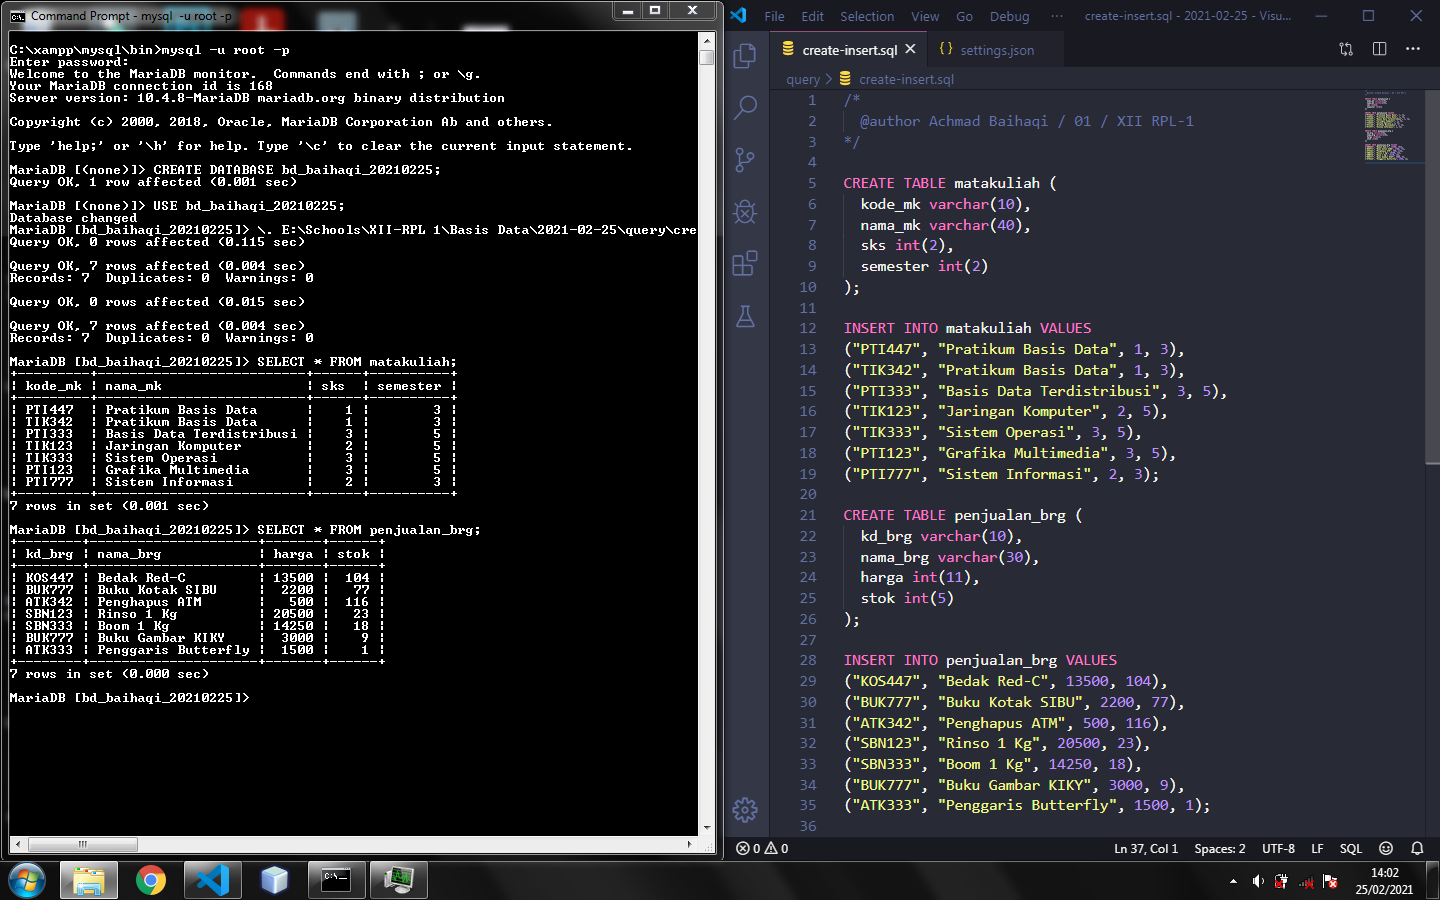 Command Prompt - mysql  -u root -p
C:\xampp\mysql\bin>mysql -u root -p
Enter password:
Welcome to the MariaDB monitor.  Commands end with ; or \g.
Your MariaDB connection id is 168
Server version: 10.4.8-MariaDB mariadb.org binary distribution
Copyright (c) 2000, 2018, Oracle, MariaDB Corporation Ab and others.
Type 'help;' or '\h' for help. Type '\c' to clear the current input statement.
MariaDB [(none)]> CREATE DATABASE bd_baihaqi_20210225;
Query OK, 1 row affected (0.001 sec)
MariaDB [(none)]> USE bd_baihaqi_20210225;
Database changed
MariaDB [bd_baihaqi_20210225]> \. E:\Schools\XII-RPL 1\Basis Data\2021-02-25\query\cre
Query OK, 0 rows affected (0.115 sec)
Query OK, 7 rows affected (0.004 sec)
Records: 7  Duplicates: 0  Warnings: 0
Query OK, 0 rows affected (0.015 sec)
Query OK, 7 rows affected (0.004 sec)
Records: 7  Duplicates: 0  Warnings: 0
MariaDB [bd_baihaqi_20210225]> SELECT * FROM matakuliah;
+---------+--------------------------+------+----------+
| kode_mk | nama_mk                  | sks  | semester |
+---------+--------------------------+------+----------+
| PTI447  | Pratikum Basis Data      |    1 |        3 |
| TIK342  | Pratikum Basis Data      |    1 |        3 |
| PTI333  | Basis Data Terdistribusi |    3 |        5 |
| TIK123  | Jaringan Komputer        |    2 |        5 |
| TIK333  | Sistem Operasi           |    3 |        5 |
| PTI123  | Grafika Multimedia       |    3 |        5 |
| PTI777  | Sistem Informasi         |    2 |        3 |
+---------+--------------------------+------+----------+
7 rows in set (0.001 sec)
MariaDB [bd_baihaqi_20210225]> SELECT * FROM penjualan_brg;
+--------+---------------------+-------+------+
| kd_brg | nama_brg            | harga | stok |
+--------+---------------------+-------+------+
| KOS447 | Bedak Red-C         | 13500 |  104 |
| BUK777 | Buku Kotak SIBU     |  2200 |   77 |
| ATK342 | Penghapus ATM       |   500 |  116 |
| SBN123 | Rinso 1 Kg          | 20500 |   23 |
| SBN333 | Boom 1 Kg           | 14250 |   18 |
| BUK777 | Buku Gambar KIKY    |  3000 |    9 |
| ATK333 | Penggaris Butterfly |  1500 |    1 |
+--------+---------------------+-------+------+
7 rows in set (0.000 sec)
MariaDB [bd_baihaqi_20210225]>
File Edit Selection View Go Debug ··· create-insert.sql - 2021-02-25 - Visu...
create-insert.sql settings.json
query > create-insert.sql
1 /*
2   @author Achmad Baihaqi / 01 / XII RPL-1
3 */
4
5 CREATE TABLE matakuliah (
6   kode_mk varchar(10),
7   nama_mk varchar(40),
8   sks int(2),
9   semester int(2)
10 );
11
12 INSERT INTO matakuliah VALUES
13 ("PTI447", "Pratikum Basis Data", 1, 3),
14 ("TIK342", "Pratikum Basis Data", 1, 3),
15 ("PTI333", "Basis Data Terdistribusi", 3, 5),
16 ("TIK123", "Jaringan Komputer", 2, 5),
17 ("TIK333", "Sistem Operasi", 3, 5),
18 ("PTI123", "Grafika Multimedia", 3, 5),
19 ("PTI777", "Sistem Informasi", 2, 3);
20
21 CREATE TABLE penjualan_brg (
22   kd_brg varchar(10),
23   nama_brg varchar(30),
24   harga int(11),
25   stok int(5)
26 );
27
28 INSERT INTO penjualan_brg VALUES
29 ("KOS447", "Bedak Red-C", 13500, 104),
30 ("BUK777", "Buku Kotak SIBU", 2200, 77),
31 ("ATK342", "Penghapus ATM", 500, 116),
32 ("SBN123", "Rinso 1 Kg", 20500, 23),
33 ("SBN333", "Boom 1 Kg", 14250, 18),
34 ("BUK777", "Buku Gambar KIKY", 3000, 9),
35 ("ATK333", "Penggaris Butterfly", 1500, 1);
36
0 0 Ln 37, Col 1 Spaces: 2 UTF-8 LF SQL
14:02
25/02/2021